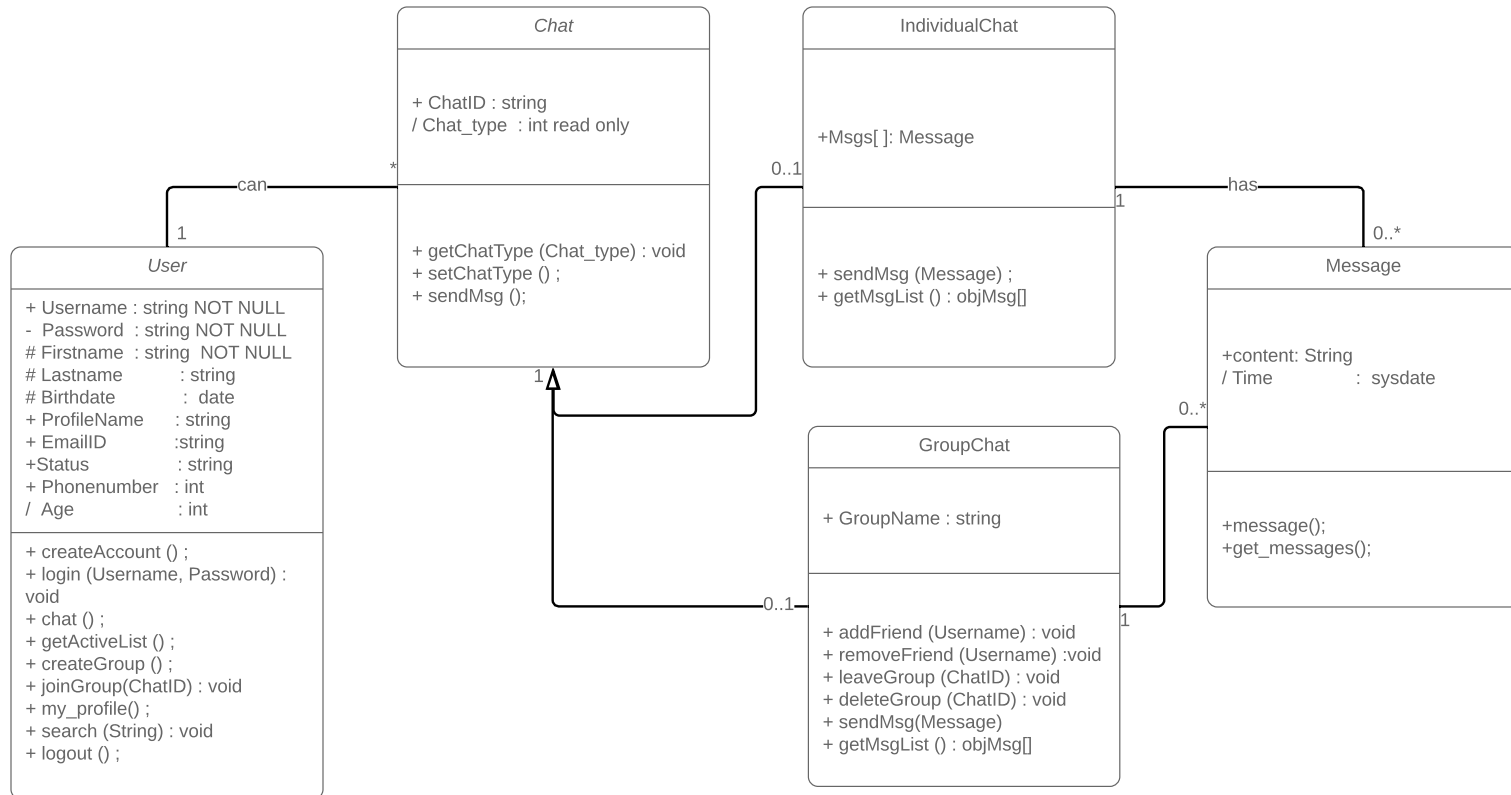 Chat
+ ChatID : string
/ Chat_type : int read only
+ getChatType (Chat_type) : void
+ setChatType () ;
+ sendMsg ();
IndividualChat
+Msgs[ ]: Message
+ sendMsg (Message) ;
+ getMsgList () : objMsg[]
*
can
1
0..1
1
has
0..*
User
+ Username : string NOT NULL
- Password : string NOT NULL
# Firstname : string NOT NULL
# Lastname : string
# Birthdate : date
+ ProfileName : string
+ EmailID :string
+Status : string
+ Phonenumber : int
/ Age : int
+ createAccount () ;
+ login (Username, Password) :
void
+ chat () ;
+ getActiveList () ;
+ createGroup () ;
+ joinGroup(ChatID) : void
+ my_profile() ;
+ search (String) : void
+ logout () ;
1
0..1
GroupChat
+ GroupName : string
+ addFriend (Username) : void
+ removeFriend (Username) :void
+ leaveGroup (ChatID) : void
+ deleteGroup (ChatID) : void
+ sendMsg(Message)
+ getMsgList () : objMsg[]
0..*
1
Message
+content: String
/ Time : sysdate
+message();
+get_messages();